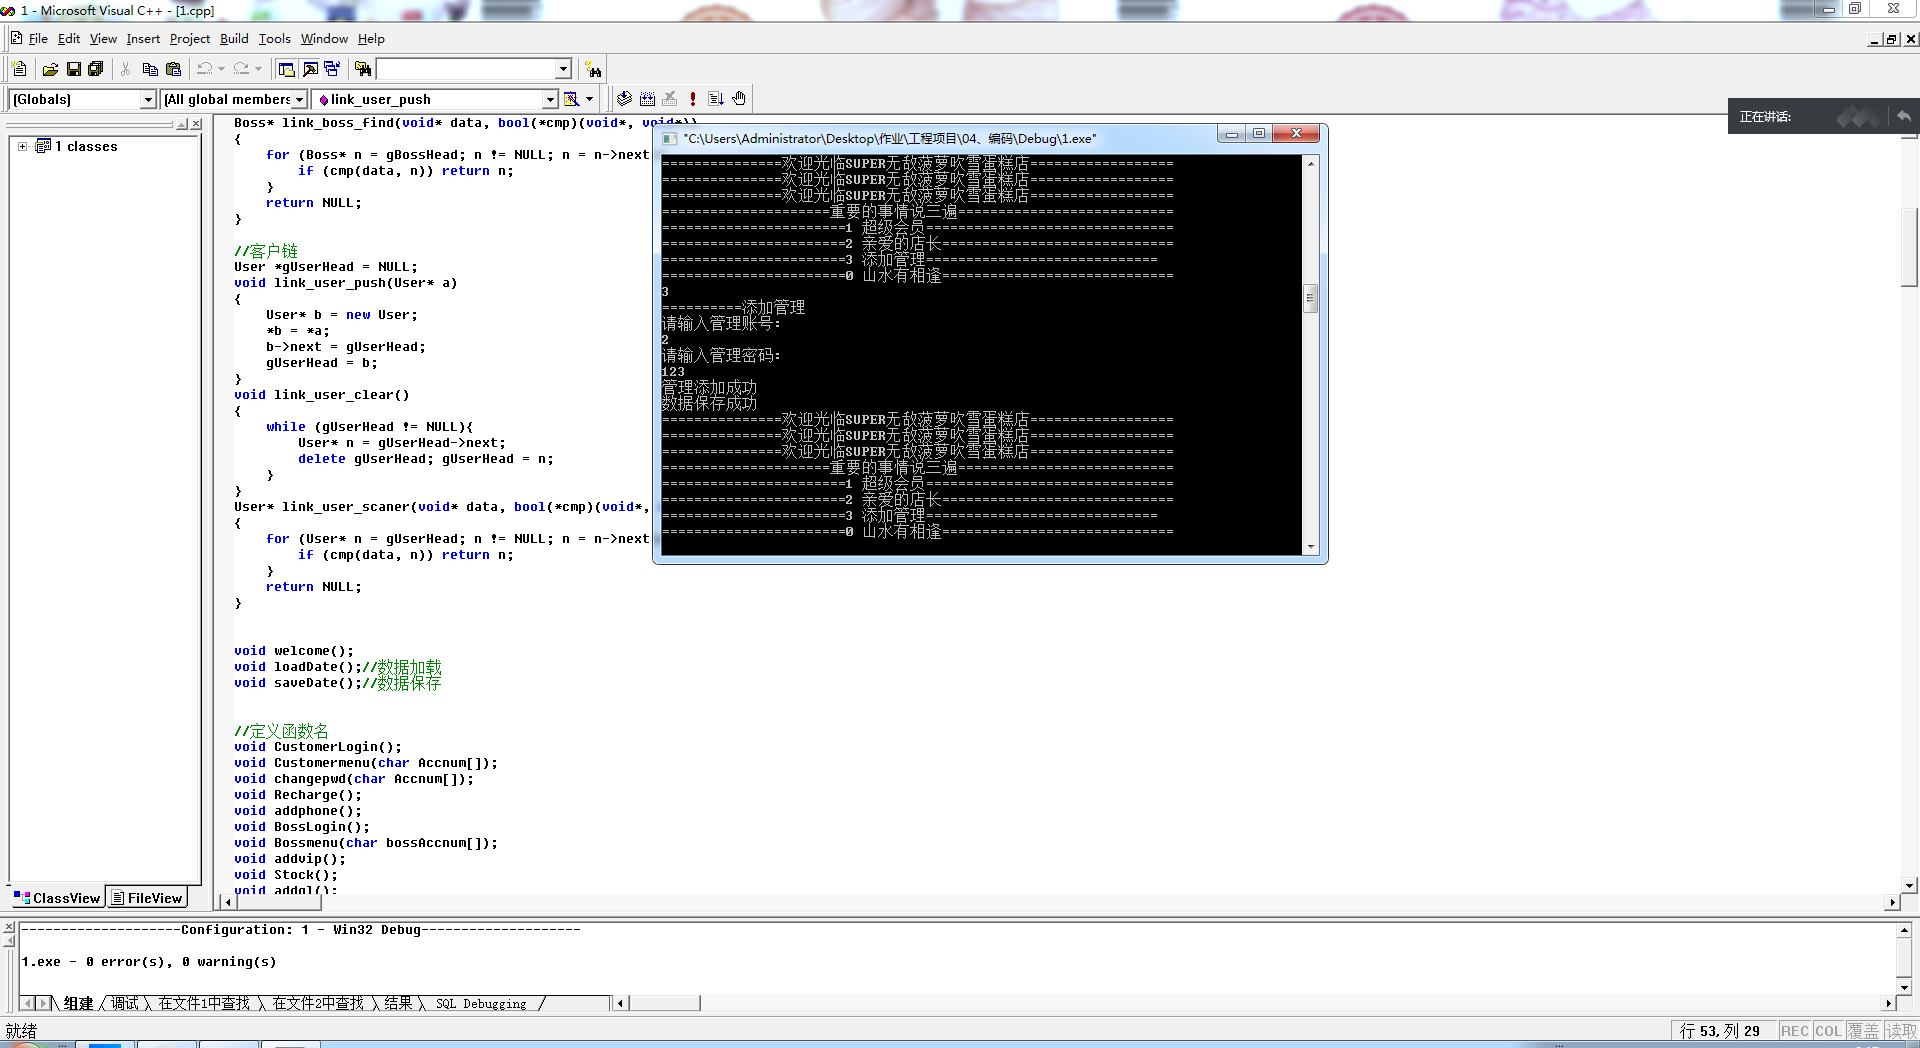 1 - Microsoft Visual C++ - [1.cpp]
File Edit View Insert Project Build Tools Window Help
(Globals) (All global members link_user_push
正在讲话:
1 classes
ClassView FileView
Boss* link_boss_find(void* data, bool(*cmp)(void*, void*))
{
for (Boss* n = gBossHead; n != NULL; n = n->next
if (cmp(data, n)) return n;
}
return NULL;
}
//客户链
User *gUserHead = NULL;
void link_user_push(User* a)
{
User* b = new User;
*b = *a;
b->next = gUserHead;
gUserHead = b;
}
void link_user_clear()
{
while (gUserHead != NULL){
User* n = gUserHead->next;
delete gUserHead; gUserHead = n;
}
}
User* link_user_scaner(void* data, bool(*cmp)(void*,
{
for (User* n = gUserHead; n != NULL; n = n->next
if (cmp(data, n)) return n;
}
return NULL;
}
void welcome();
void loadDate();//数据加载
void saveDate();//数据保存
//定义函数名
void CustomerLogin();
void Customermenu(char Accnum[]);
void changepwd(char Accnum[]);
void Recharge();
void addphone();
void BossLogin();
void Bossmenu(char bossAccnum[]);
void addvip();
void Stock();
void addgl();
"C:\Users\Administrator\Desktop\作业\工程项目\04、编码\Debug\1.exe"
===============欢迎光临SUPER无敌菠萝吹雪蛋糕店==================
===============欢迎光临SUPER无敌菠萝吹雪蛋糕店==================
===============欢迎光临SUPER无敌菠萝吹雪蛋糕店==================
=====================重要的事情说三遍===========================
=======================1 超级会员===============================
=======================2 亲爱的店长=============================
=======================3 添加管理=============================
=======================0 山水有相逢=============================
3
==========添加管理
请输入管理账号:
2
请输入管理密码:
123
管理添加成功
数据保存成功
===============欢迎光临SUPER无敌菠萝吹雪蛋糕店==================
===============欢迎光临SUPER无敌菠萝吹雪蛋糕店==================
===============欢迎光临SUPER无敌菠萝吹雪蛋糕店==================
=====================重要的事情说三遍===========================
=======================1 超级会员===============================
=======================2 亲爱的店长=============================
=======================3 添加管理=============================
=======================0 山水有相逢=============================
--------------------Configuration: 1 - Win32 Debug--------------------
1.exe - 0 error(s), 0 warning(s)
组建 调试 在文件1中查找 在文件2中查找 结果 SQL Debugging
就绪
行 53, 列 29 REC COL 覆盖 读取